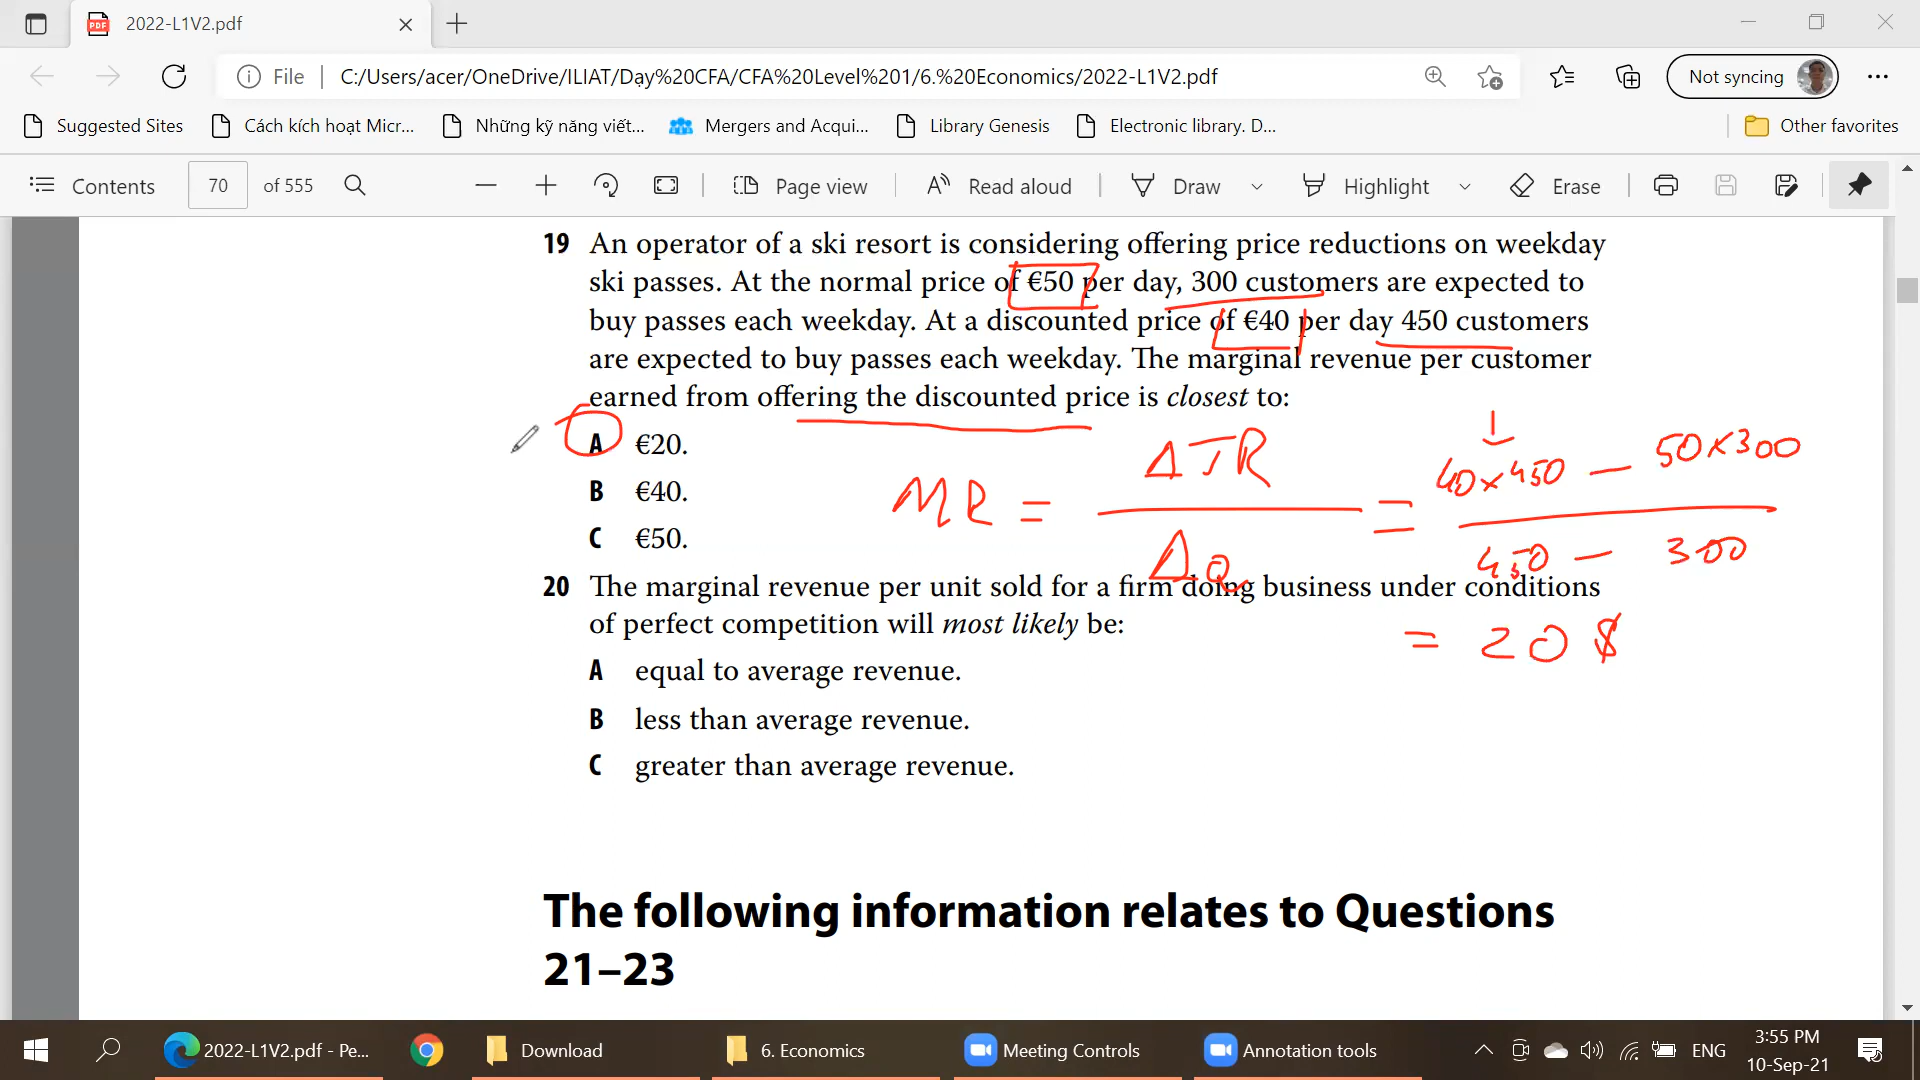 2022-L1V2.pdf
File C:/Users/acer/OneDrive/ILIAT/Dạy%20CFA/CFA%20Level%201/6.%20Economics/2022-L1V2.pdf Not syncing
Suggested Sites Cách kích hoạt Micr... Những kỹ năng viết... Mergers and Acqui... Library Genesis Electronic library. D... Other favorites
Contents 70 of 555 Page view Read aloud Draw Highlight Erase
19 An operator of a ski resort is considering offering price reductions on weekday
ski passes. At the normal price of €50 per day, 300 customers are expected to
buy passes each weekday. At a discounted price of €40 per day 450 customers
are expected to buy passes each weekday. The marginal revenue per customer
earned from offering the discounted price is closest to:
A €20.
B €40.
C €50.
MR = ΔTR / ΔQ = 40×450 – 50×300 / 450 – 300
= 20 $
20 The marginal revenue per unit sold for a firm doing business under conditions
of perfect competition will most likely be:
A equal to average revenue.
B less than average revenue.
C greater than average revenue.
The following information relates to Questions
21–23
2022-L1V2.pdf - Pe... Download 6. Economics Meeting Controls Annotation tools ENG 3:55 PM
10-Sep-21